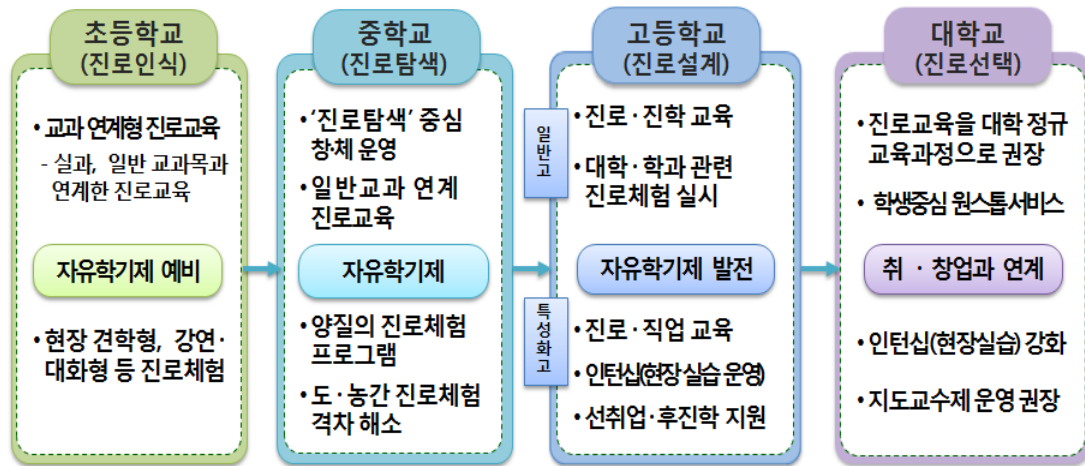 초등학교
(진로인식)
• 교과 연계형 진로교육
- 실과, 일반 교과목과
연계한 진로교육
자유학기제 예비
• 현장 견학형, 강연·
대화형 등 진로체험
중학교
(진로탐색)
• ‘진로탐색’ 중심
창·체 운영
• 일반교과 연계
진로교육
자유학기제
• 양질의 진로체험
프로그램
• 도·농간 진로체험
격차 해소
고등학교
(진로설계)
일반고
• 진로·진학 교육
• 대학·학과 관련
진로체험 실시
자유학기제 발전
특성화고
• 진로·직업 교육
• 인턴십(현장 실습 운영)
• 선취업·후진학 지원
대학교
(진로선택)
• 진로교육을 대학 정규
교육과정으로 권장
• 학생중심 원스톱서비스
취 · 창업과 연계
• 인턴십(현장실습) 강화
• 지도교수제 운영 권장